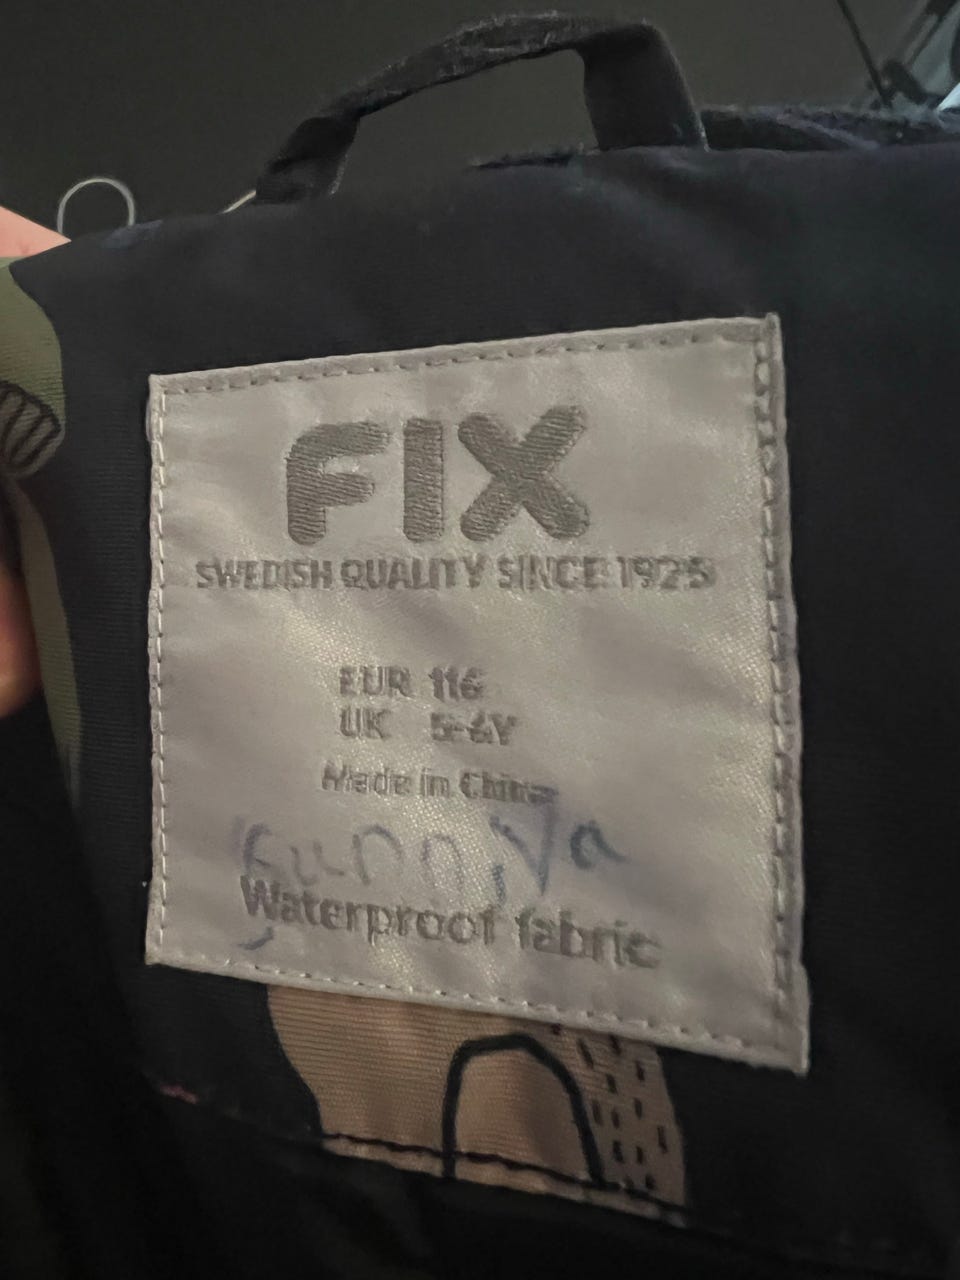 FIX
SWEDISH QUALITY SINCE 1925
EUR 116
UK 5-6Y
Made in China
Waterproof fabric